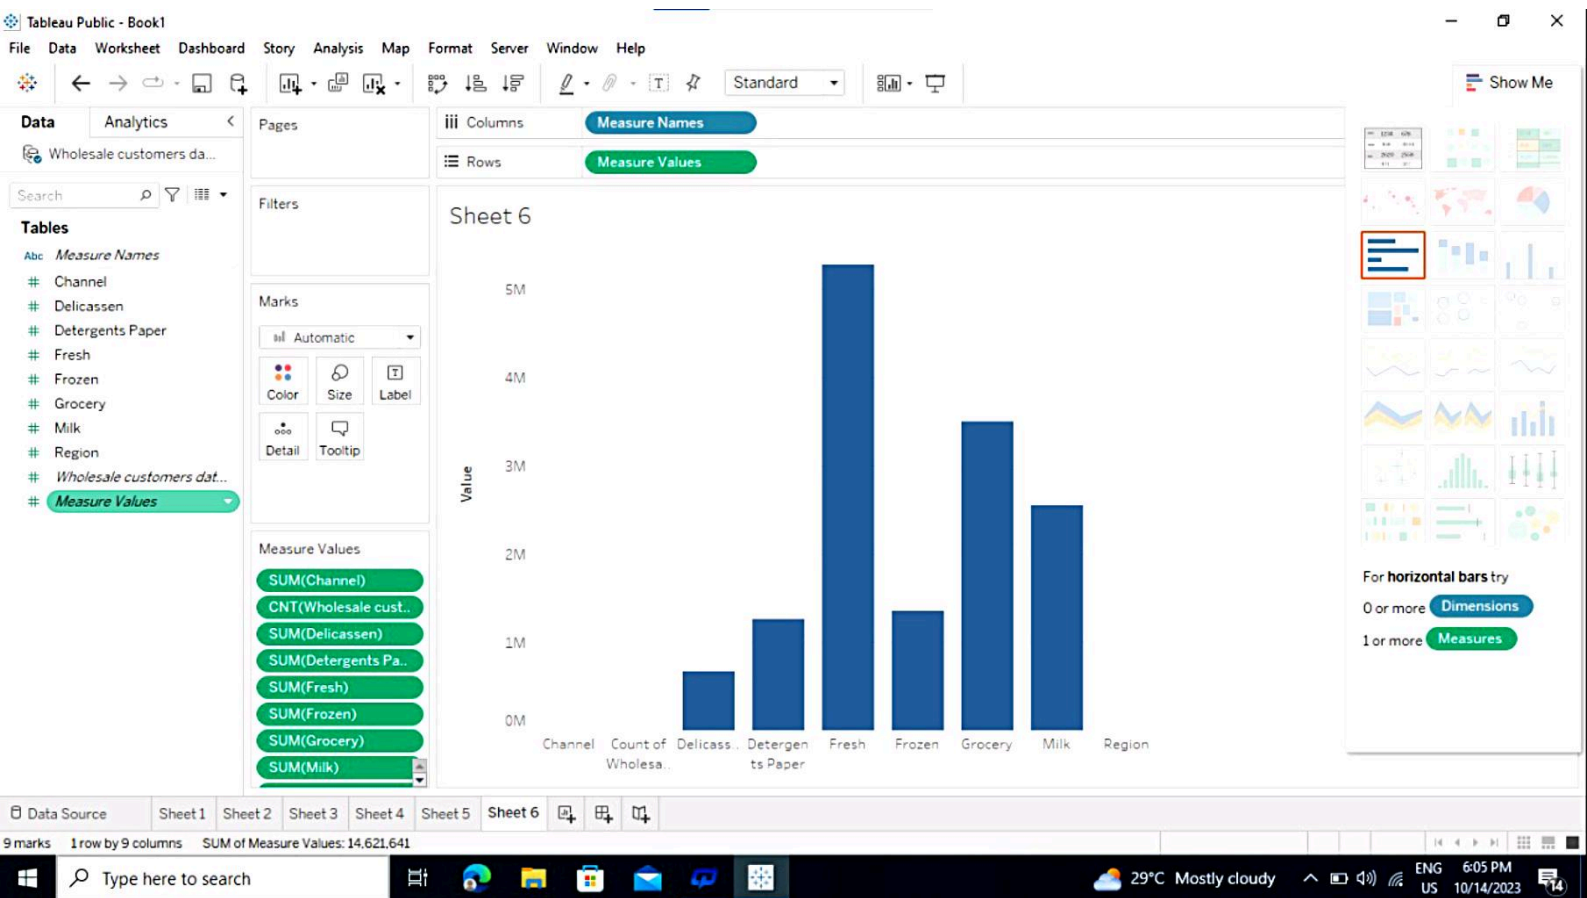 Tableau Public - Book1
File Data Worksheet Dashboard Story Analysis Map Format Server Window Help
Standard
Show Me
Data Analytics
Pages
Columns Measure Names
Wholesale customers da...
Rows Measure Values
Search
Filters
Sheet 6
Tables
Abc Measure Names
# Channel
# Delicassen
# Detergents Paper
# Fresh
# Frozen
# Grocery
# Milk
# Region
# Wholesale customers dat...
# Measure Values
Marks
Automatic
Color Size Label
Detail Tooltip
Measure Values
SUM(Channel)
CNT(Wholesale cust..
SUM(Delicassen)
SUM(Detergents Pa..
SUM(Fresh)
SUM(Frozen)
SUM(Grocery)
SUM(Milk)
Value
5M
4M
3M
2M
1M
0M
Channel Count of Delicass.. Detergen Fresh Frozen Grocery Milk Region
Wholesa.. ts Paper
For horizontal bars try
0 or more Dimensions
1 or more Measures
Data Source Sheet 1 Sheet 2 Sheet 3 Sheet 4 Sheet 5 Sheet 6
9 marks 1 row by 9 columns SUM of Measure Values: 14,621,641
Type here to search
29°C Mostly cloudy
ENG
US
6:05 PM
10/14/2023
14